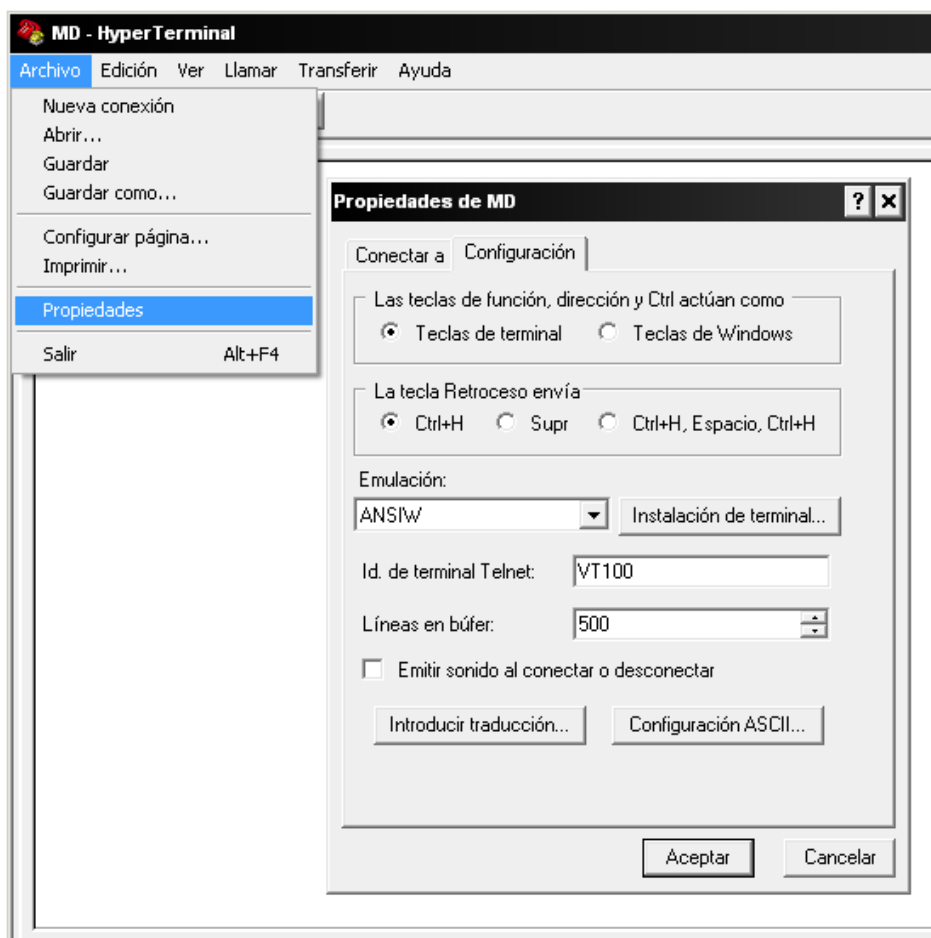 MD - HyperTerminal
Archivo Edición Ver Llamar Transferir Ayuda
Nueva conexión
Abrir...
Guardar
Guardar como...
Configurar página...
Imprimir...
Propiedades
Salir Alt+F4
Propiedades de MD
Conectar a Configuración
Las teclas de función, dirección y Ctrl actúan como
Teclas de terminal Teclas de Windows
La tecla Retroceso envía
Ctrl+H Supr Ctrl+H, Espacio, Ctrl+H
Emulación:
ANSIW Instalación de terminal...
Id. de terminal Telnet: VT100
Líneas en búfer: 500
Emitir sonido al conectar o desconectar
Introducir traducción... Configuración ASCII...
Aceptar Cancelar